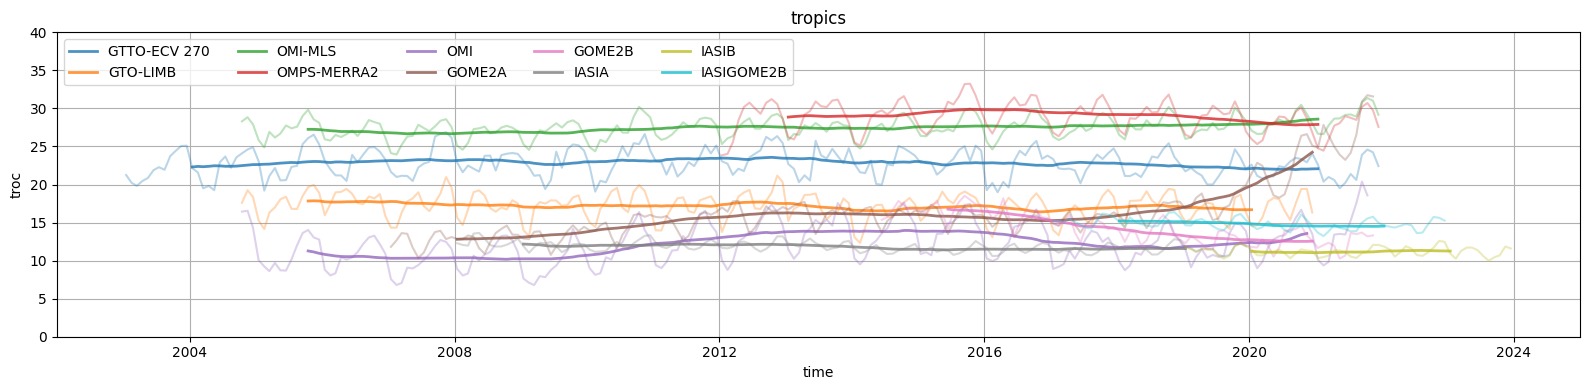 tropics
GTTO-ECV 270 OMI-MLS OMI GOME2B IASIB
GTO-LIMB OMPS-MERRA2 GOME2A IASIA IASIGOME2B
40
35
30
25
20
15
10
5
0
troc
2004 2008 2012 2016 2020 2024
time